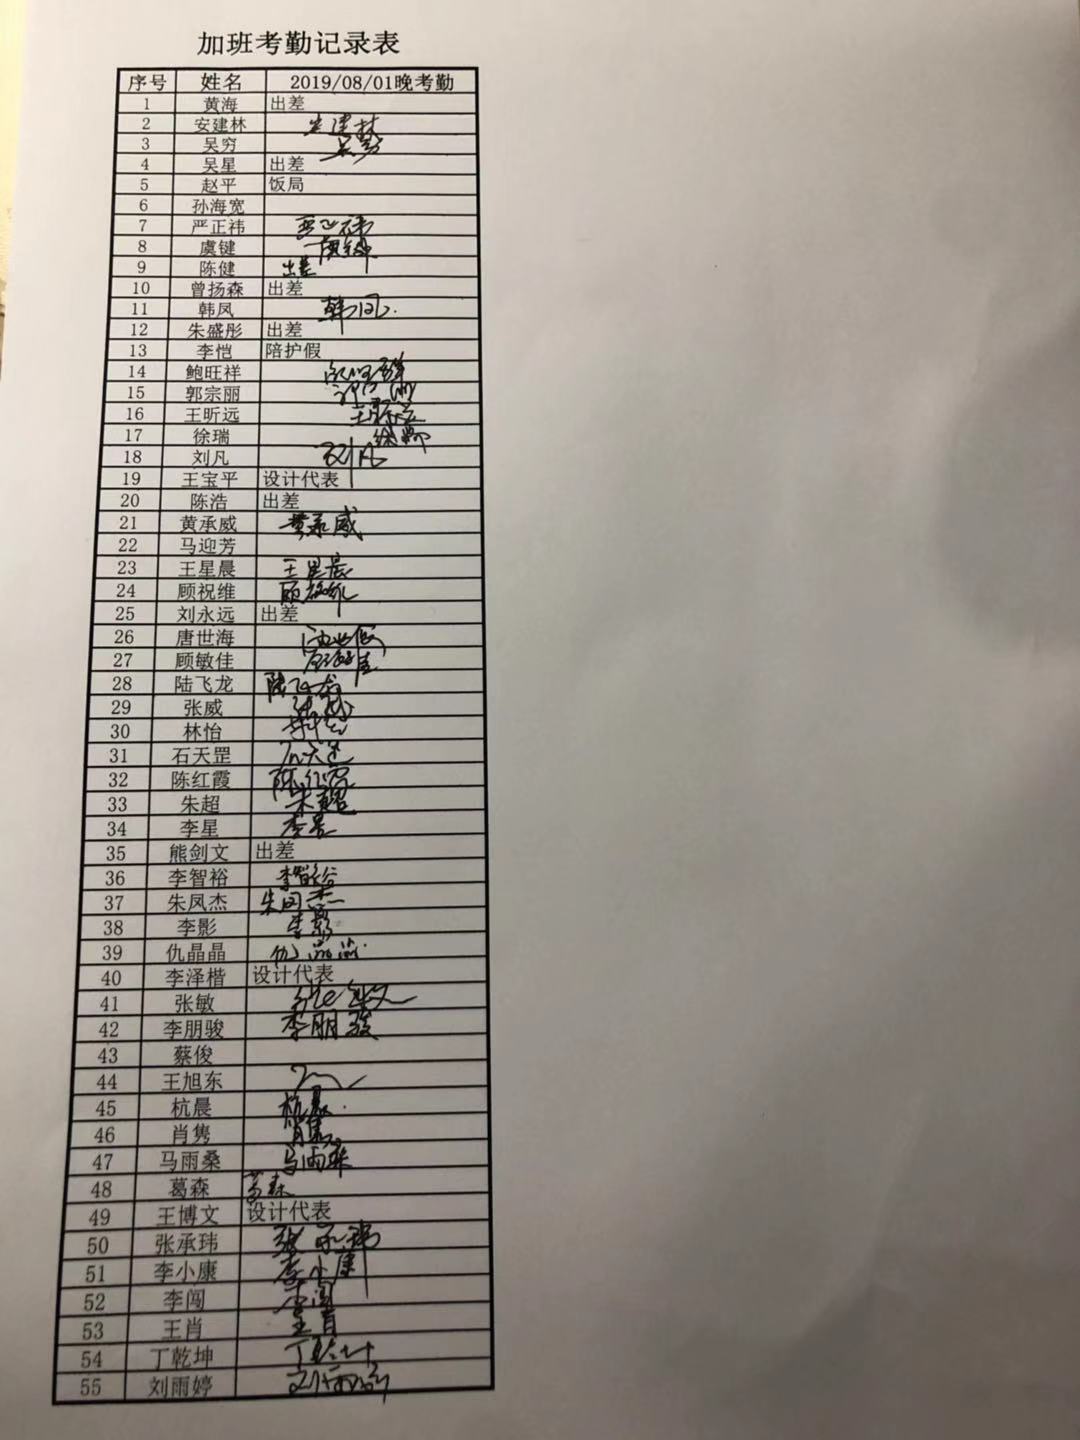 加班考勤记录表
序号 姓名 2019/08/01晚考勤
1 黄海 出差
2 安建林 安建林
3 吴穷 吴穷
4 吴星 出差
5 赵平 饭局
6 孙海宽
7 严正祎 严正祎
8 虞键 虞键
9 陈健 出差
10 曾扬森 出差
11 韩凤 韩凤
12 朱盛彤 出差
13 李恺 陪护假
14 鲍旺祥
15 郭宗丽
16 王昕远 王昕远
17 徐瑞
18 刘凡 刘凡
19 王宝平 设计代表
20 陈浩 出差
21 黄承威 黄承威
22 马迎芳
23 王星晨 王星晨
24 顾祝维 顾祝维
25 刘永远 出差
26 唐世海
27 顾敏佳
28 陆飞龙 陆飞龙
29 张威 张威
30 林怡 林怡
31 石天罡 石天罡
32 陈红霞 陈红霞
33 朱超 朱超
34 李星 李星
35 熊剑文 出差
36 李智裕 李智裕
37 朱凤杰 朱凤杰
38 李影 李影
39 仇晶晶 仇晶晶
40 李泽楷 设计代表
41 张敏 张敏
42 李朋骏 李朋骏
43 蔡俊
44 王旭东
45 杭晨 杭晨
46 肖隽 肖隽
47 马雨桑 马雨桑
48 葛森 葛森
49 王博文 设计代表
50 张承玮 张承玮
51 李小康 李小康
52 李闯 李闯
53 王肖 王肖
54 丁乾坤 丁乾坤
55 刘雨婷 刘雨婷